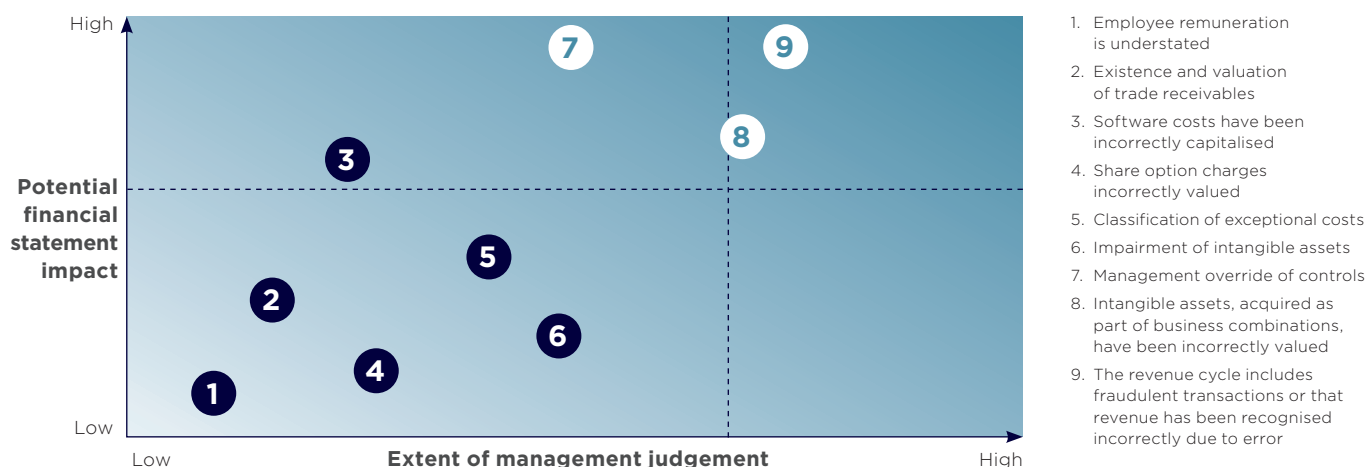 High
7
9
8
3
Potential
financial
statement
impact
5
2
6
4
1
Low
Low
Extent of management judgement
High
1. Employee remuneration
is understated
2. Existence and valuation
of trade receivables
3. Software costs have been
incorrectly capitalised
4. Share option charges
incorrectly valued
5. Classification of exceptional costs
6. Impairment of intangible assets
7. Management override of controls
8. Intangible assets, acquired as
part of business combinations,
have been incorrectly valued
9. The revenue cycle includes
fraudulent transactions or that
revenue has been recognised
incorrectly due to error